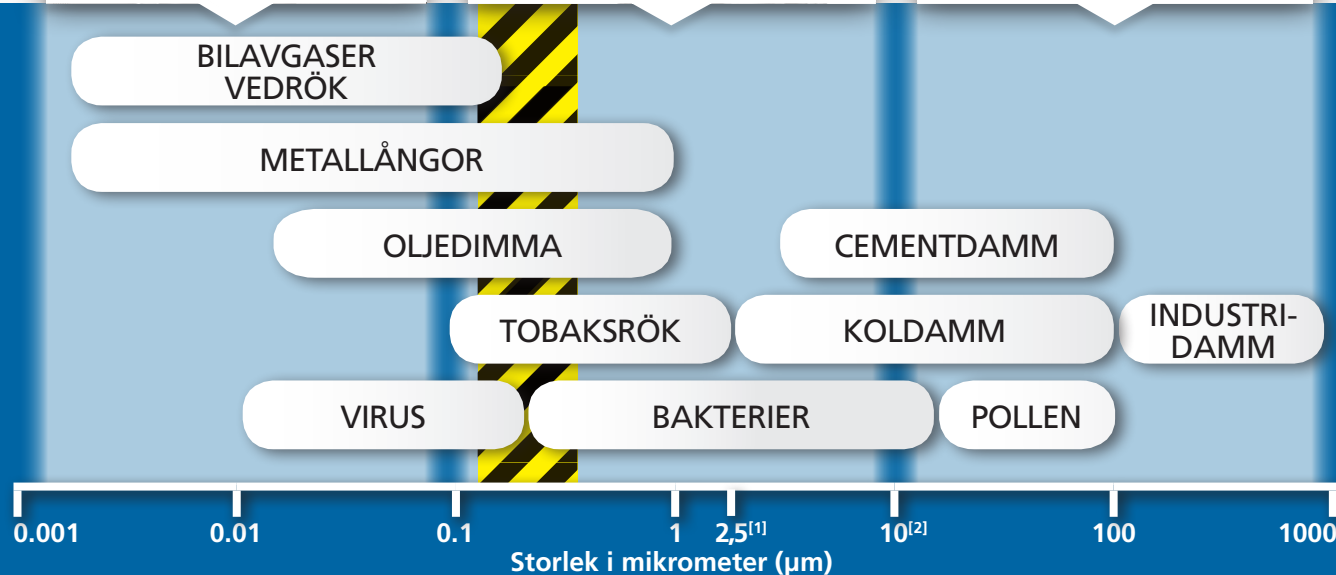 BILAVGASER
VEDRÖK
METALLÅNGOR
OLJEDIMMA
CEMENTDAMM
TOBAKSRÖK
KOLDAMM
INDUSTRI-
DAMM
VIRUS
BAKTERIER
POLLEN
0.001 0.01 0.1 1 2,5[1] 10[2] 100 1000
Storlek i mikrometer (µm)